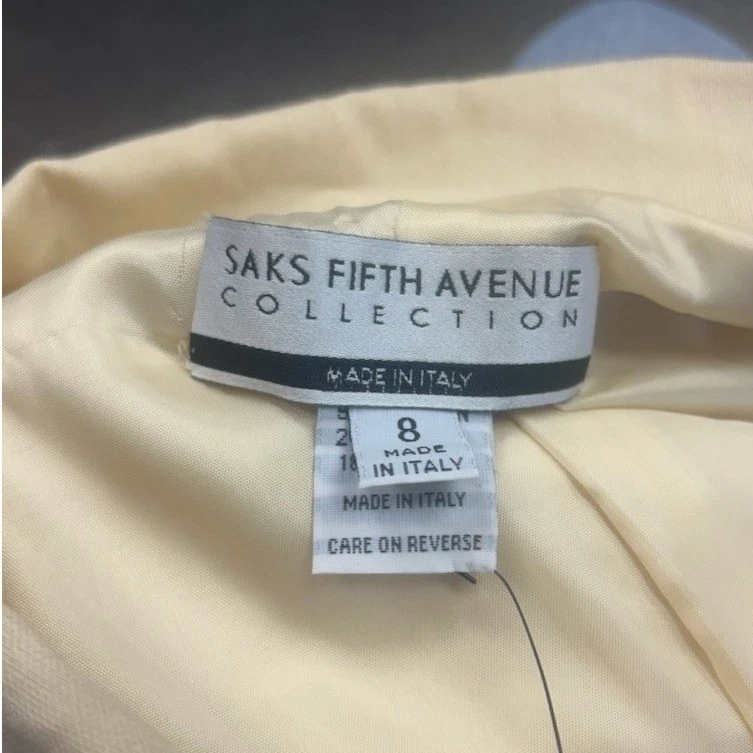 SAKS FIFTH AVENUE
COLLECTION
MADE IN ITALY
8
MADE
IN ITALY
MADE IN ITALY
CARE ON REVERSE